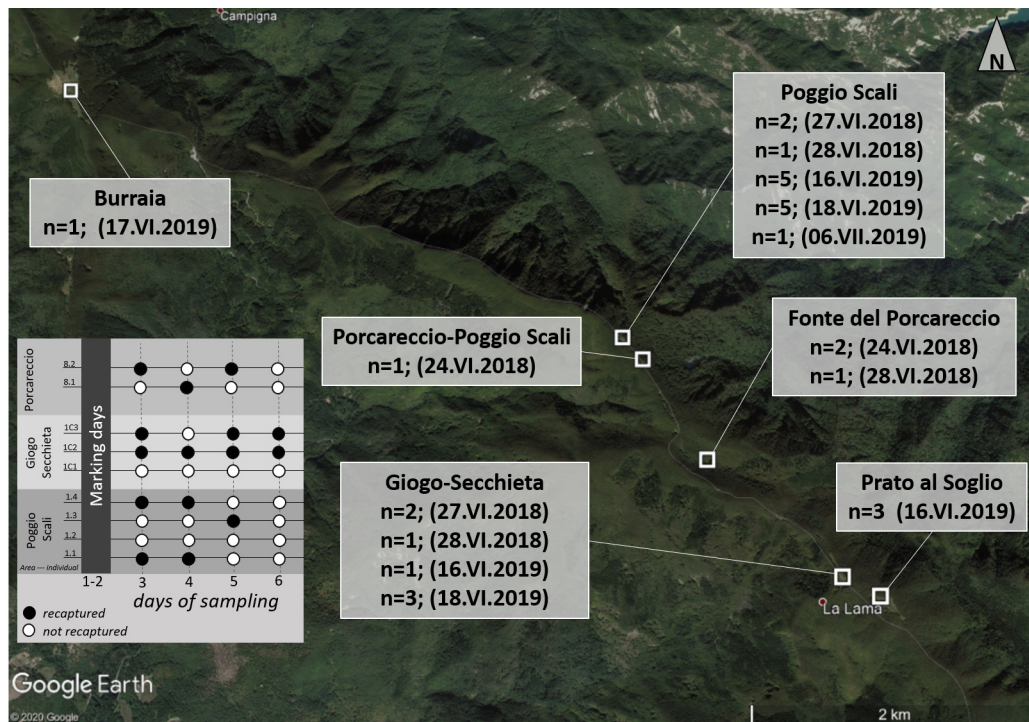 Campigna
N
Poggio Scali
n=2; (27.VI.2018)
n=1; (28.VI.2018)
n=5; (16.VI.2019)
n=5; (18.VI.2019)
n=1; (06.VII.2019)
Burraia
n=1; (17.VI.2019)
Porcareccio-Poggio Scali
n=1; (24.VI.2018)
Fonte del Porcareccio
n=2; (24.VI.2018)
n=1; (28.VI.2018)
Giogo-Secchieta
n=2; (27.VI.2018)
n=1; (28.VI.2018)
n=1; (16.VI.2019)
n=3; (18.VI.2019)
Prato al Soglio
n=3 (16.VI.2019)
La Lama
Porcareccio
8.2
8.1
Giogo
Secchieta
1C3
1C2
1C1
Poggio
Scali
1.4
1.3
1.2
1.1
Marking days
Area --- individual
1-2 3 4 5 6
days of sampling
recaptured
not recaptured
Google Earth
© 2020 Google
2 km